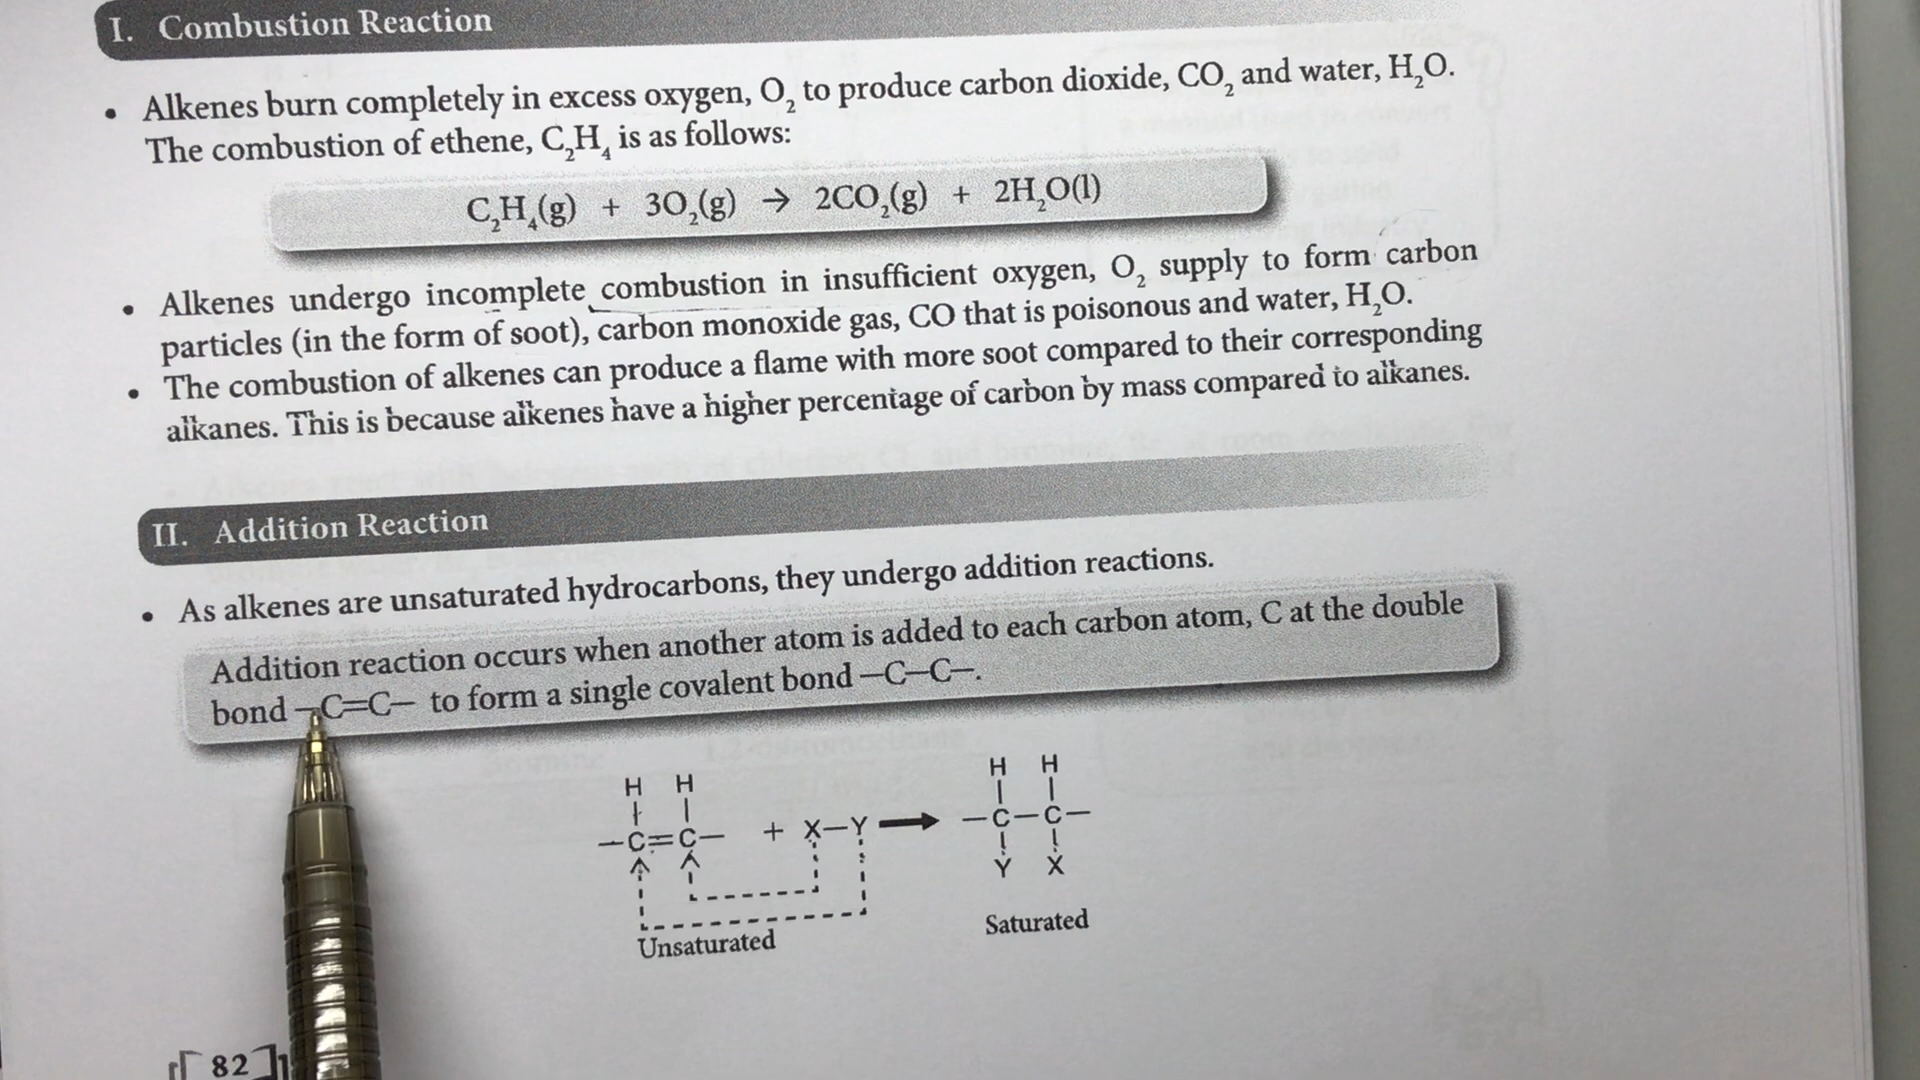 I. Combustion Reaction
• Alkenes burn completely in excess oxygen, O₂ to produce carbon dioxide, CO₂ and water, H₂O.
The combustion of ethene, C₂H₄ is as follows:
C₂H₄(g) + 3O₂(g) → 2CO₂(g) + 2H₂O(l)
• Alkenes undergo incomplete combustion in insufficient oxygen, O₂ supply to form carbon
particles (in the form of soot), carbon monoxide gas, CO that is poisonous and water, H₂O.
• The combustion of alkenes can produce a flame with more soot compared to their corresponding
alkanes. This is because alkenes have a higher percentage of carbon by mass compared to alkanes.
II. Addition Reaction
• As alkenes are unsaturated hydrocarbons, they undergo addition reactions.
Addition reaction occurs when another atom is added to each carbon atom, C at the double
bond –C=C– to form a single covalent bond –C–C–.
H H H H
–C=C– + X–Y → –C–C–
Y X
Unsaturated Saturated
82